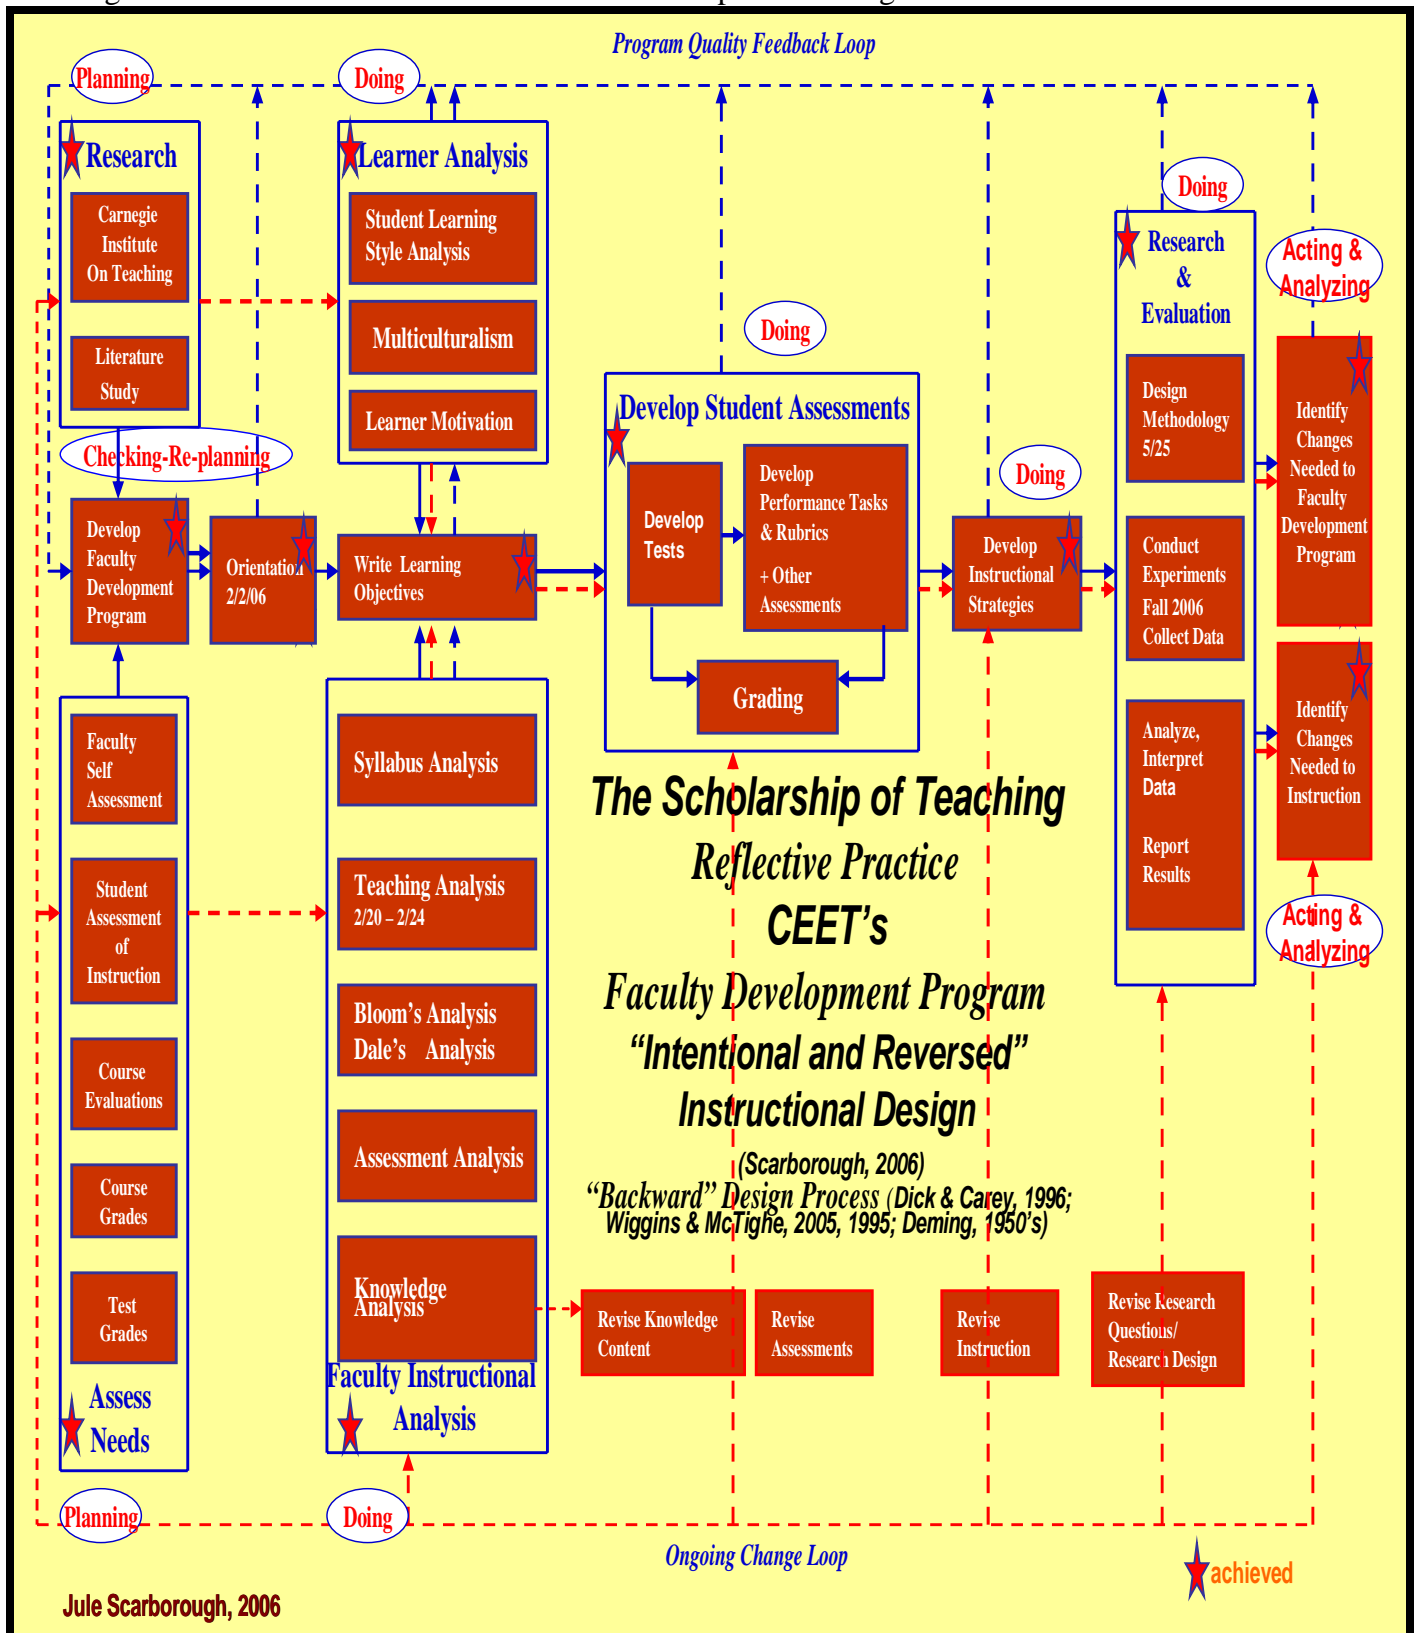 Program Quality Feedback Loop
Planning
Doing
Research
Carnegie
Institute
On Teaching
Literature
Study
Learner Analysis
Student Learning
Style Analysis
Multiculturalism
Learner Motivation
Checking-Re-planning
Develop
Faculty
Development
Program
Orientation
2/2/06
Write Learning
Objectives
Doing
Develop Student Assessments
Develop
Tests
Develop
Performance Tasks
& Rubrics
+ Other
Assessments
Grading
Doing
Develop
Instructional
Strategies
Doing
Research
&
Evaluation
Design
Methodology
5/25
Conduct
Experiments
Fall 2006
Collect Data
Analyze,
Interpret
Data
Report
Results
Acting &
Analyzing
Identify
Changes
Needed to
Faculty
Development
Program
Identify
Changes
Needed to
Instruction
Acting &
Analyzing
Faculty
Self
Assessment
Student
Assessment
of
Instruction
Course
Evaluations
Course
Grades
Test
Grades
Assess
Needs
Planning
Syllabus Analysis
Teaching Analysis
2/20 – 2/24
Bloom's Analysis
Dale's Analysis
Assessment Analysis
Knowledge
Analysis
Faculty Instructional
Analysis
Doing
The Scholarship of Teaching
Reflective Practice
CEET's
Faculty Development Program
“Intentional and Reversed”
Instructional Design
(Scarborough, 2006)
“Backward” Design Process (Dick & Carey, 1996;
Wiggins & McTighe, 2005, 1995; Deming, 1950's)
Revise Knowledge
Content
Revise
Assessments
Revise
Instruction
Revise Research
Questions/
Research Design
Ongoing Change Loop
achieved
Jule Scarborough, 2006